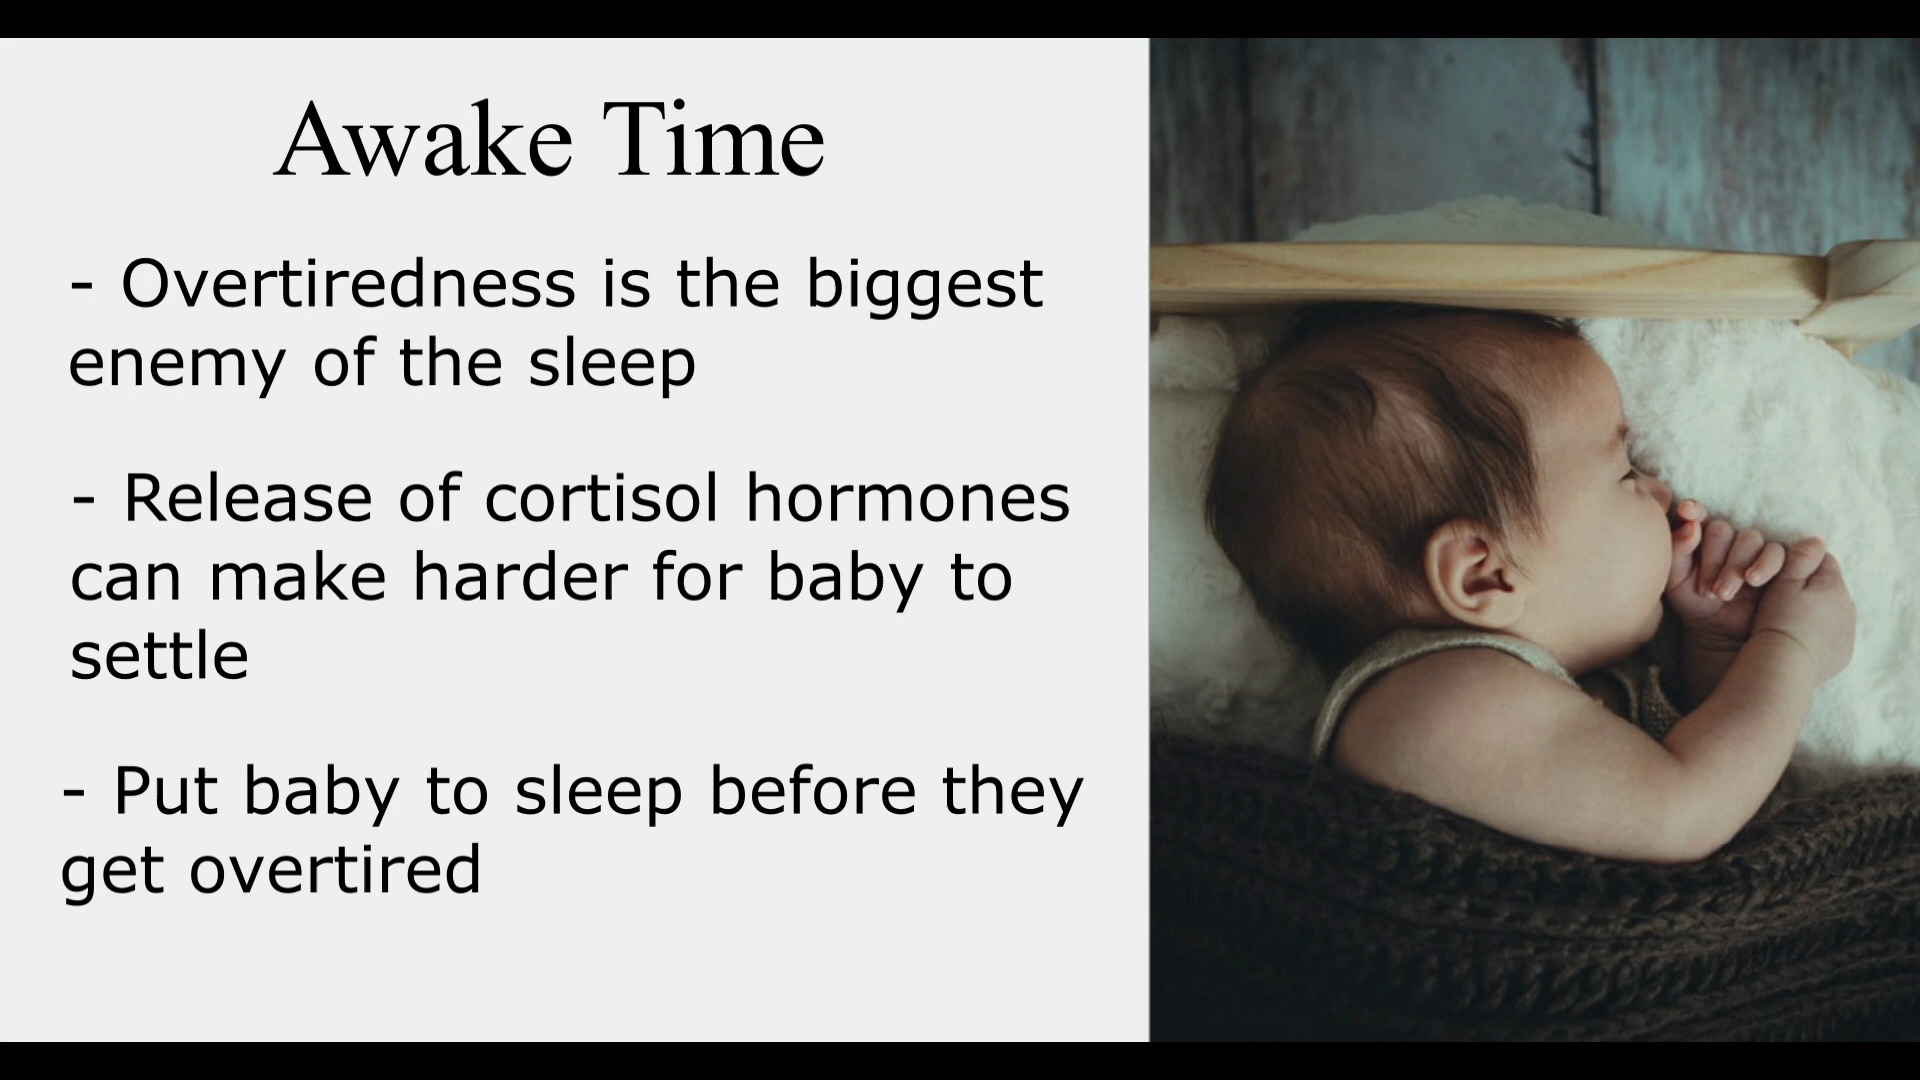 Awake Time
- Overtiredness is the biggest
enemy of the sleep
- Release of cortisol hormones
can make harder for baby to
settle
- Put baby to sleep before they
get overtired